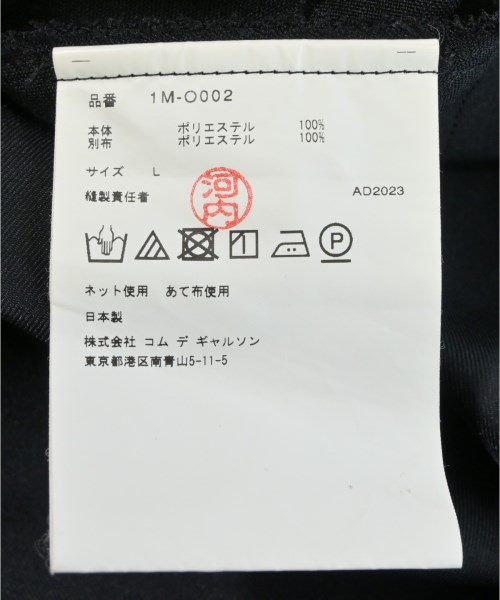 品番 1M-O002
本体 ポリエステル 100%
別布 ポリエステル 100%
サイズ L
縫製責任者 河内 AD2023
P
ネット使用 あて布使用
日本製
株式会社 コム デ ギャルソン
東京都港区南青山5-11-5